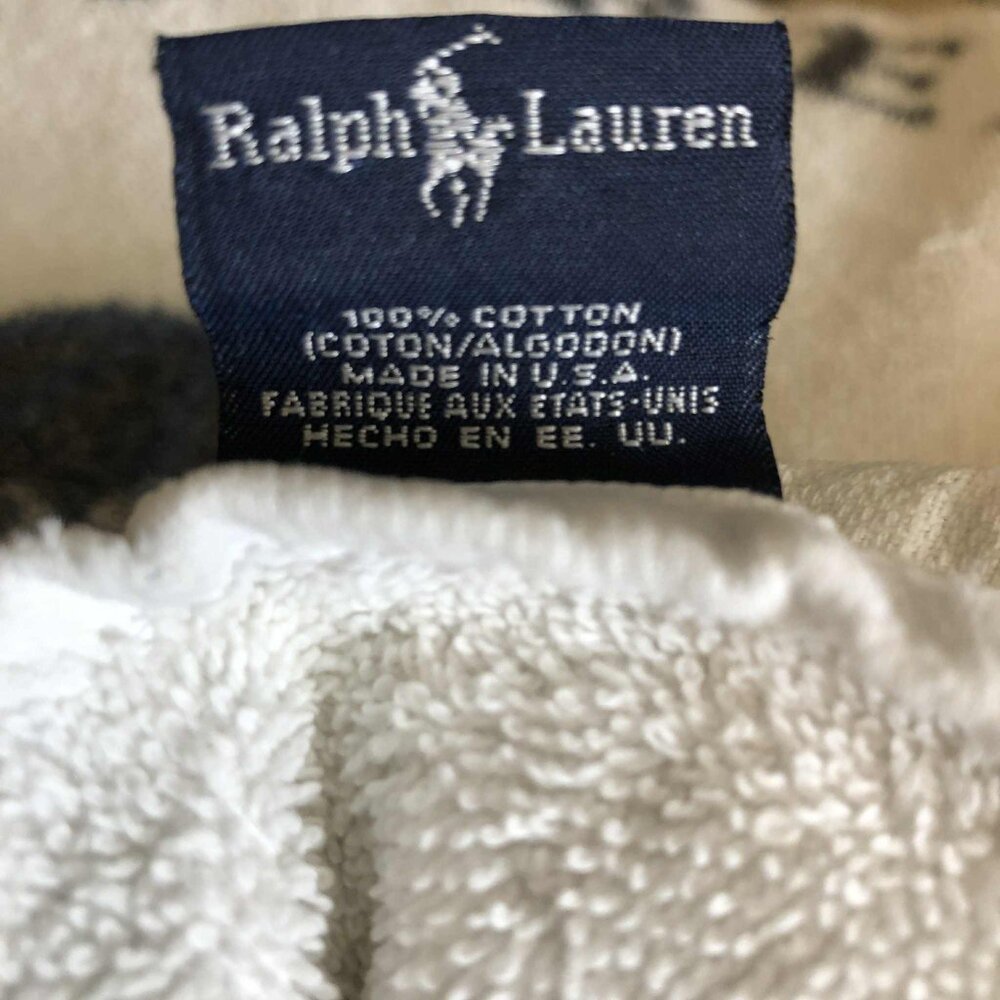 Ralph Lauren
100% COTTON
(COTON/ALGODON)
MADE IN U.S.A.
FABRIQUE AUX ETATS-UNIS
HECHO EN EE. UU.